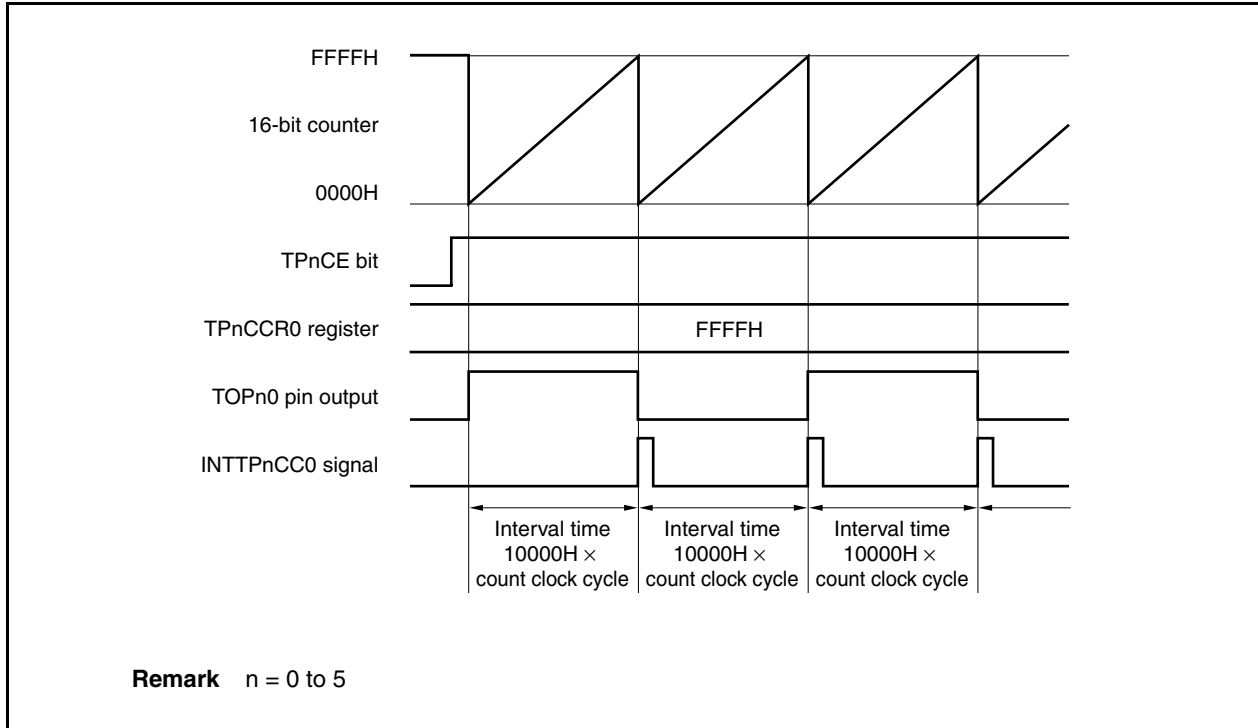 FFFFH
16-bit counter
0000H
TPnCE bit
TPnCCR0 register
FFFFH
TOPn0 pin output
INTTPnCC0 signal
Interval time
10000H ×
count clock cycle
Interval time
10000H ×
count clock cycle
Interval time
10000H ×
count clock cycle
Remark n = 0 to 5